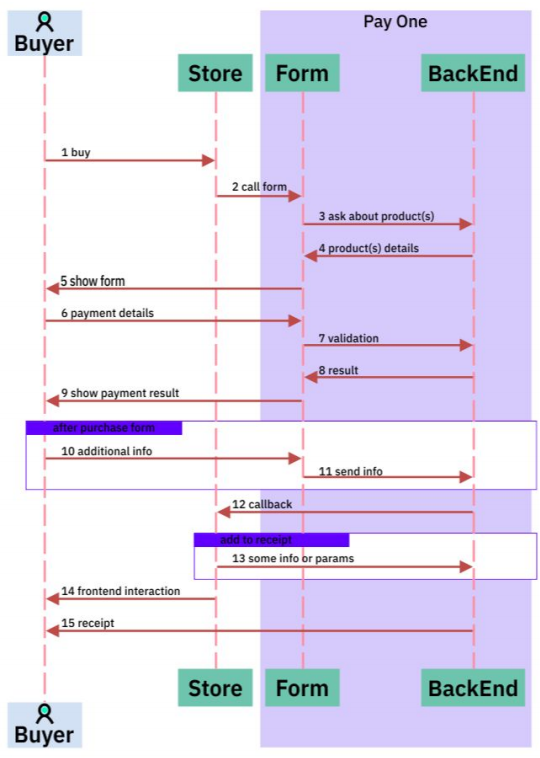 Pay One
Buyer
Store
Form
BackEnd
1 buy
2 call form
3 ask about product(s)
4 product(s) details
5 show form
6 payment details
7 validation
8 result
9 show payment result
after purchase form
10 additional info
11 send info
12 callback
add to receipt
13 some info or params
14 frontend interaction
15 receipt
Store
Form
BackEnd
Buyer